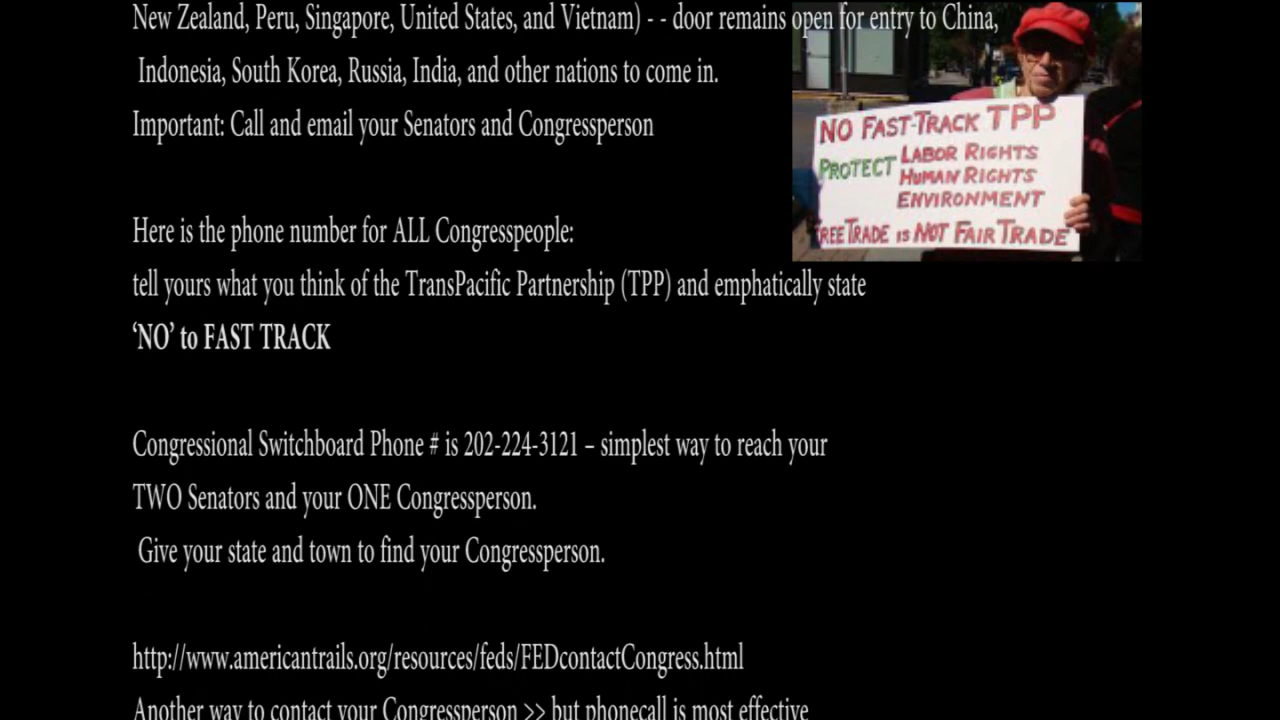 New Zealand, Peru, Singapore, United States, and Vietnam) - - door remains open for entry to China,
Indonesia, South Korea, Russia, India, and other nations to come in.
Important: Call and email your Senators and Congressperson
NO FAST-TRACK TPP
PROTECT LABOR RIGHTS
HUMAN RIGHTS
ENVIRONMENT
REE TRADE IS NOT FAIR TRADE
Here is the phone number for ALL Congresspeople:
tell yours what you think of the TransPacific Partnership (TPP) and emphatically state
‘NO’ to FAST TRACK
Congressional Switchboard Phone # is 202-224-3121 – simplest way to reach your
TWO Senators and your ONE Congressperson.
Give your state and town to find your Congressperson.
http://www.americantrails.org/resources/feds/FEDcontactCongress.html
Another way to contact your Congressperson >> but phonecall is most effective